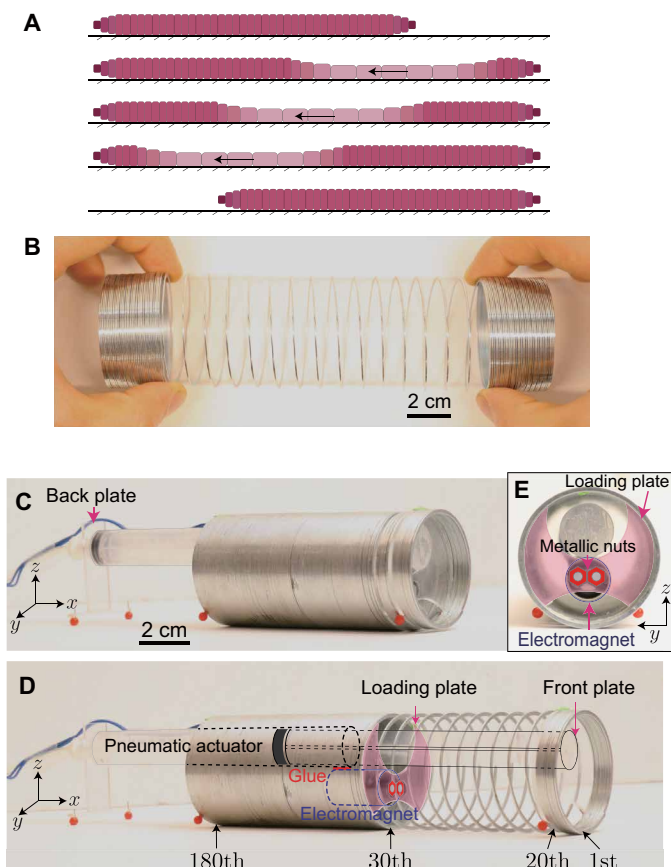 A
B
2 cm
C
Back plate
z
x
y
2 cm
E
Loading plate
Metallic nuts
z
y
Electromagnet
D
Loading plate
Front plate
Pneumatic actuator
Glue
Electromagnet
z
x
y
180th
30th
20th
1st